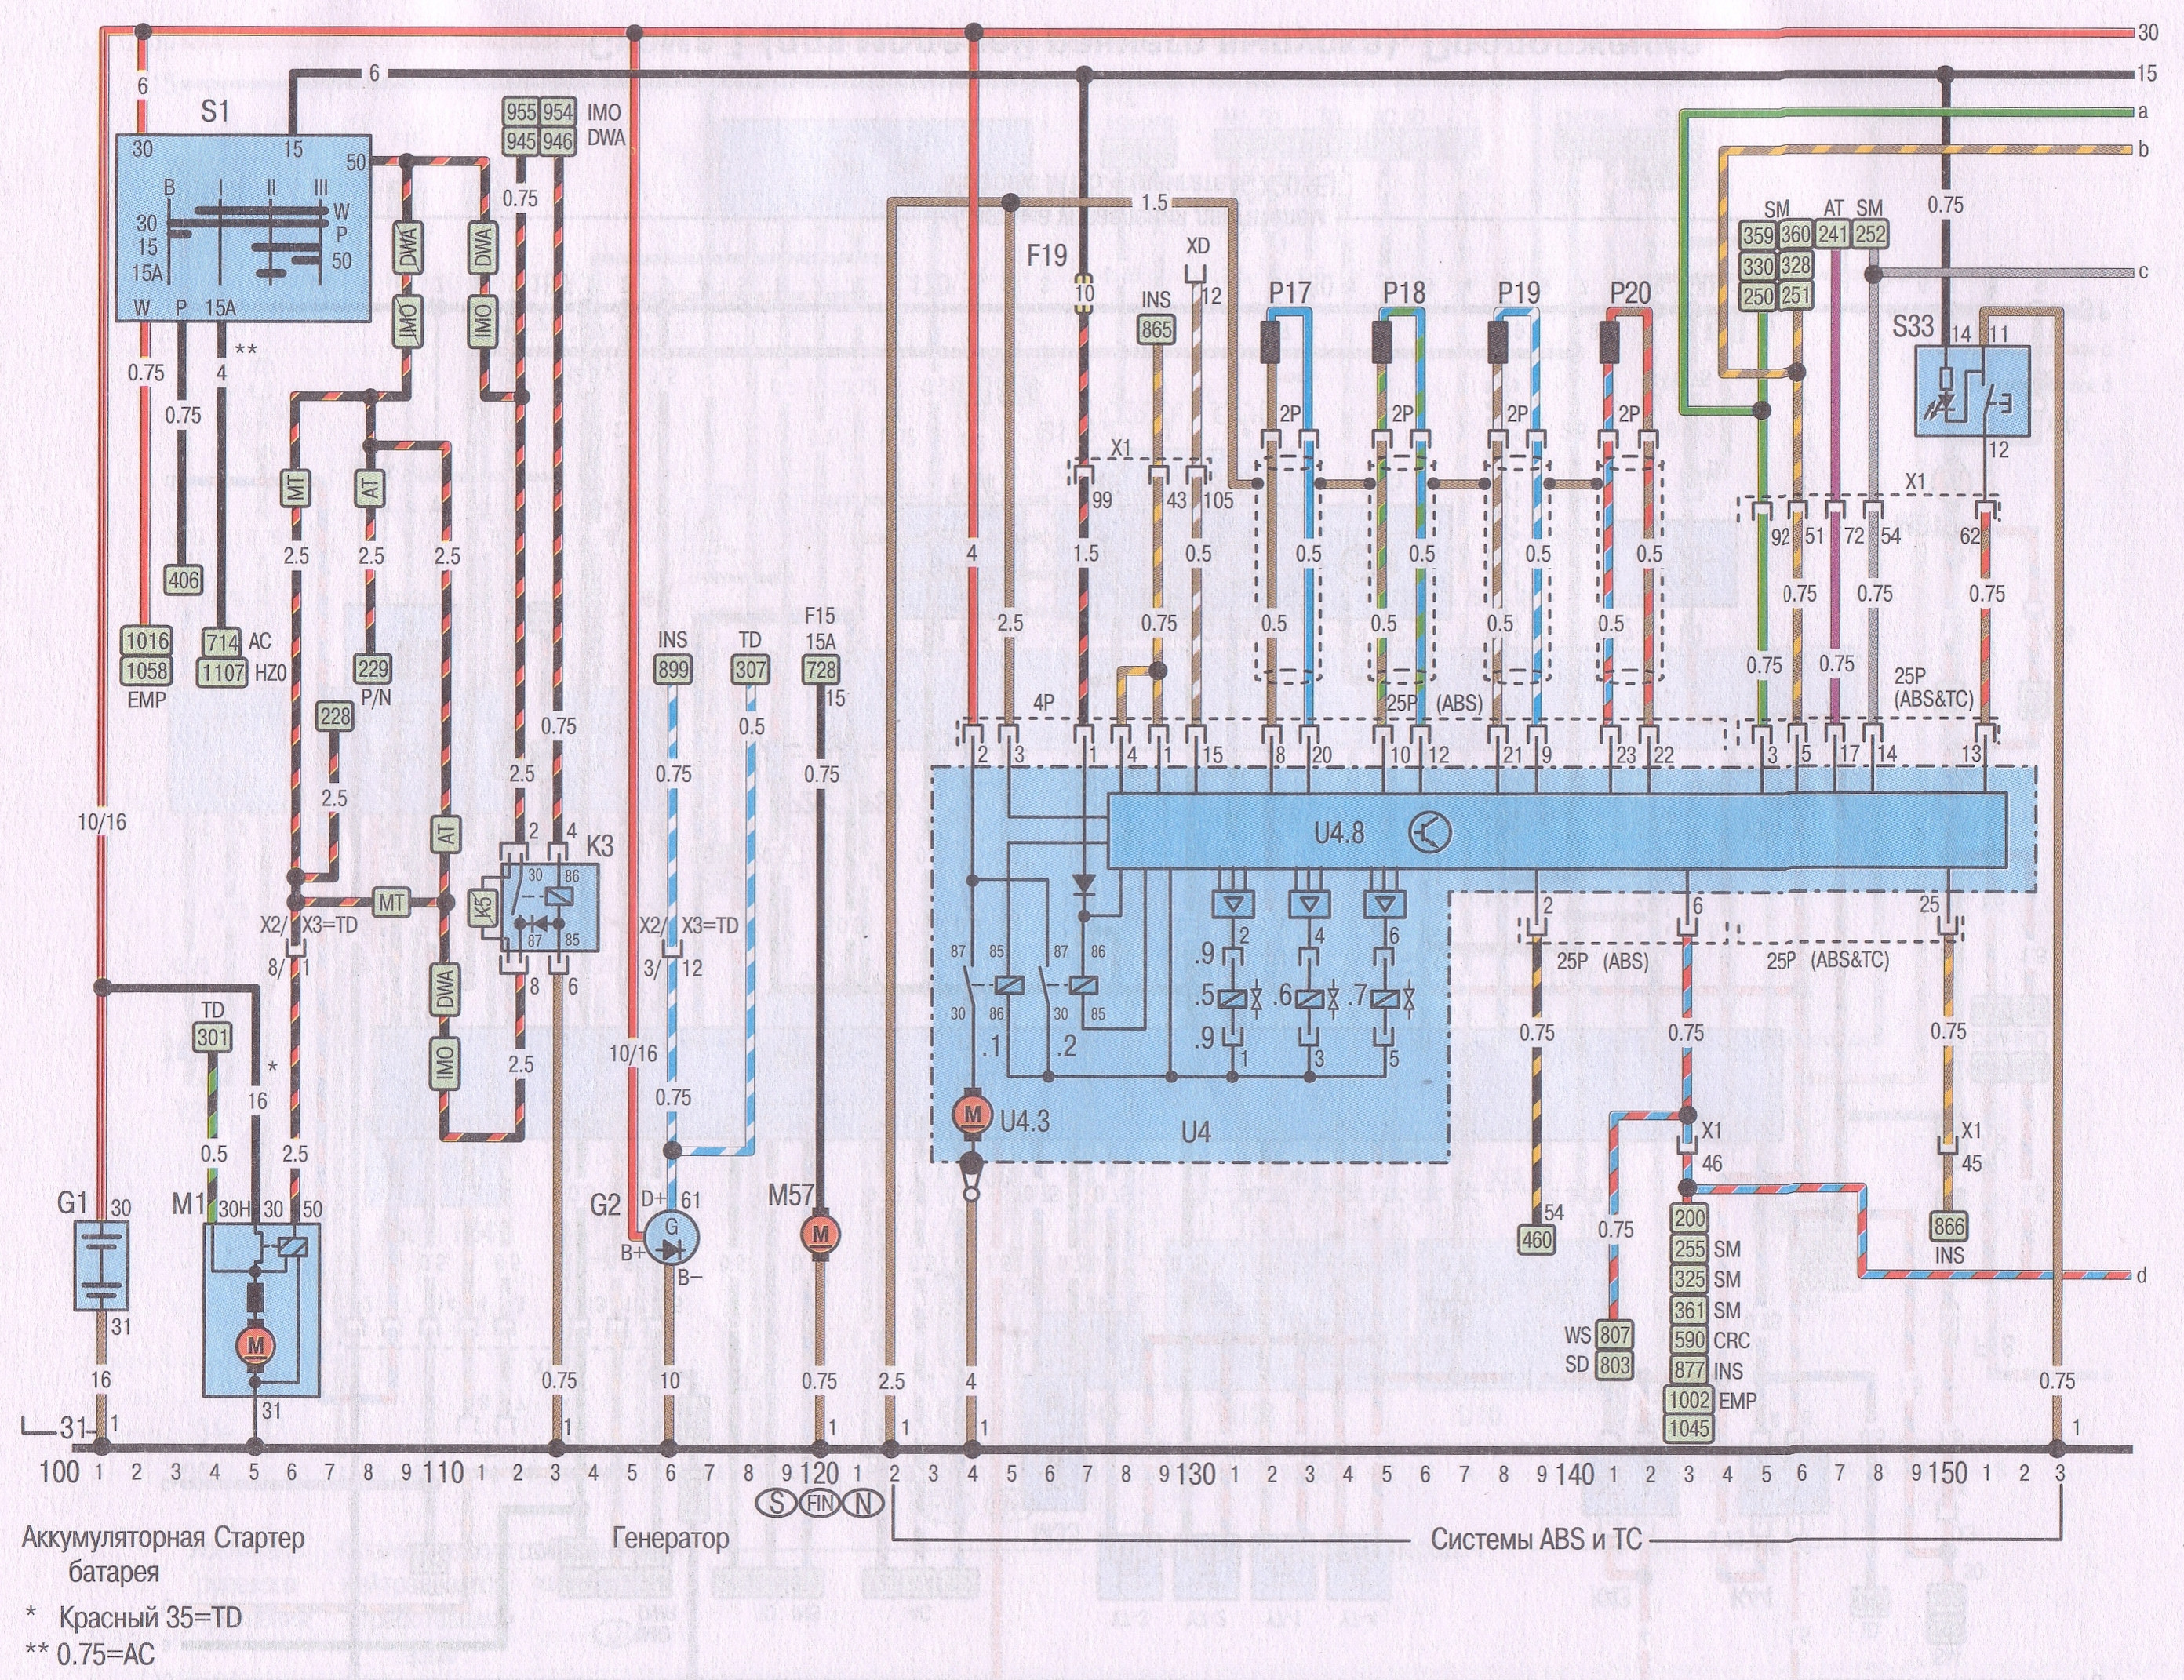 30
15
a
b
c
d
6
6
S1
30
15
50
B I II III
W
30
P
15
50
15A
W P 15A
**
0.75
0.75
4
406
1016
1058
EMP
714 AC
1107 HZ0
DWA DWA
IMO IMO
955 954 IMO
945 946 DWA
0.75
MT AT
2.5 2.5 2.5
229
P/N
228
2.5
AT
MT
X2/ X3=TD
8/ 1
DWA
IMO
2.5
2.5
0.75
2 4
K3
30 86
K5
87 85
8 6
2.5
10/16
TD
301
*
16
0.5
2.5
G1 30
31
16
M1 30H 30 50
M
31
10/16
INS TD
899 307
0.5
0.75
X2/ X3=TD
3/ 12
0.75
G2 D+ 61
G
B+
B−
10
0.75
F15
15A
728
15
0.75
M57
M
0.75
2.5
4
1.5
F19
10
XD
12
INS
865
X1
99 43 105
4
2.5
1.5
0.5
0.75
P17 P18 P19 P20
2P 2P 2P 2P
0.5 0.5 0.5 0.5
0.5 0.5 0.5 0.5
4P 25P (ABS)
2 3 1 4 1 15 8 20 10 12 21 9 23 22
SM AT SM
359 360 241 252
330 328
250 251
0.75
S33 14 11
12
X1
92 51 72 54 62
0.75 0.75 0.75
0.75 0.75
25P
(ABS&TC)
3 5 17 14 13
U4.8
2 4 6
.9
.5 .6 .7
.9
1 3 5
87 85 87 86
30 86 30 85
.1 .2
M U4.3
U4
2 6 25
25P (ABS) 25P (ABS&TC)
0.75 0.75 0.75
X1
46
X1
45
54
460
0.75
WS 807
SD 803
200
255 SM
325 SM
361 SM
590 CRC
877 INS
1002 EMP
1045
866
INS
0.75
31 1 1 1 1 1 1
100 1 2 3 4 5 6 7 8 9 110 1 2 3 4 5 6 7 8 9 120 1 2 3 4 5 6 7 8 9 130 1 2 3 4 5 6 7 8 9 140 1 2 3 4 5 6 7 8 9 150 1 2 3
S FIN N
Аккумуляторная Стартер
батарея
Генератор
Системы ABS и TC
* Красный 35=TD
** 0.75=AC